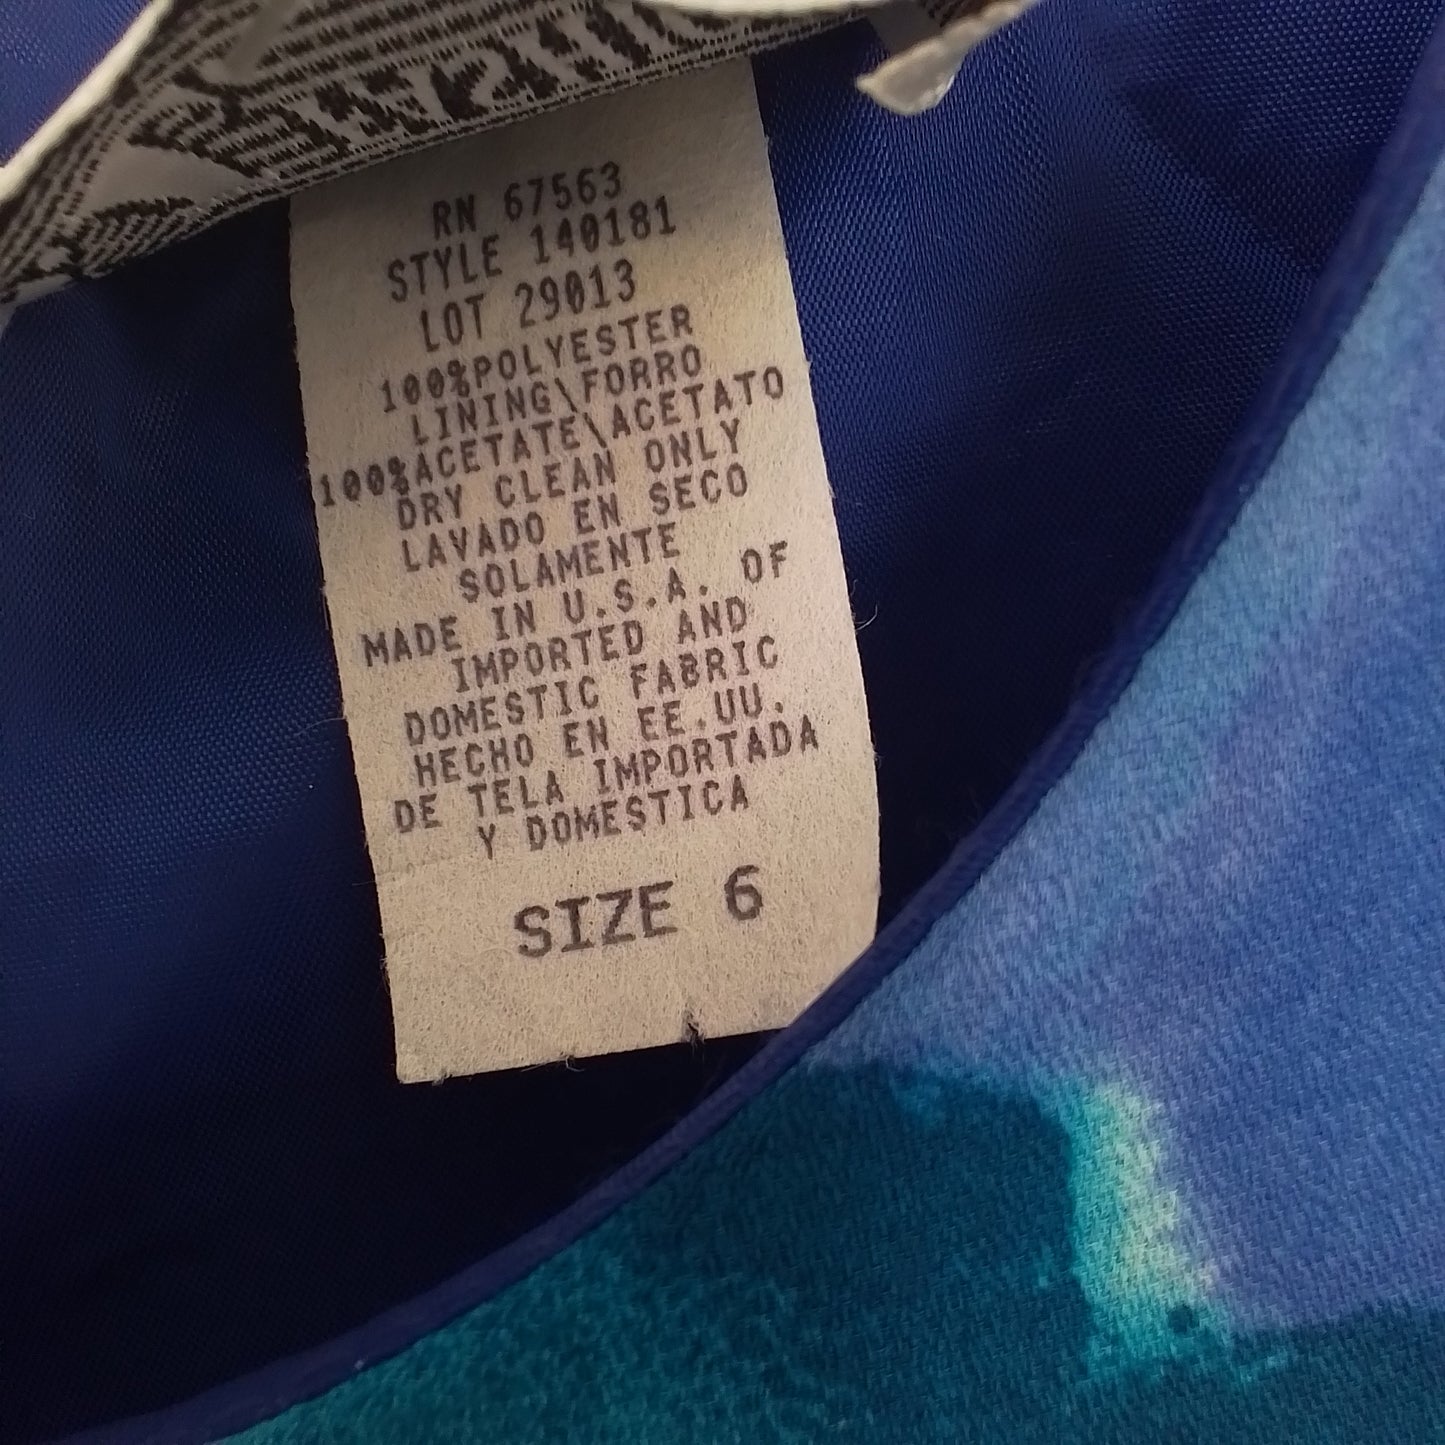 RN 67563
STYLE 140181
LOT 29013
100%POLYESTER
LINING\FORRO
100%ACETATE\ACETATO
DRY CLEAN ONLY
LAVADO EN SECO
SOLAMENTE
MADE IN U.S.A. OF
IMPORTED AND
DOMESTIC FABRIC
HECHO EN EE.UU.
DE TELA IMPORTADA
Y DOMESTICA
SIZE 6